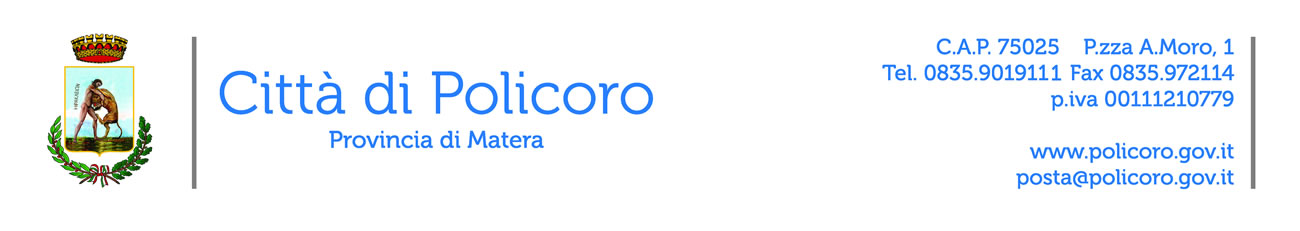 Città di Policoro
Provincia di Matera
C.A.P. 75025 P.zza A.Moro, 1
Tel. 0835.9019111 Fax 0835.972114
p.iva 00111210779
www.policoro.gov.it
posta@policoro.gov.it